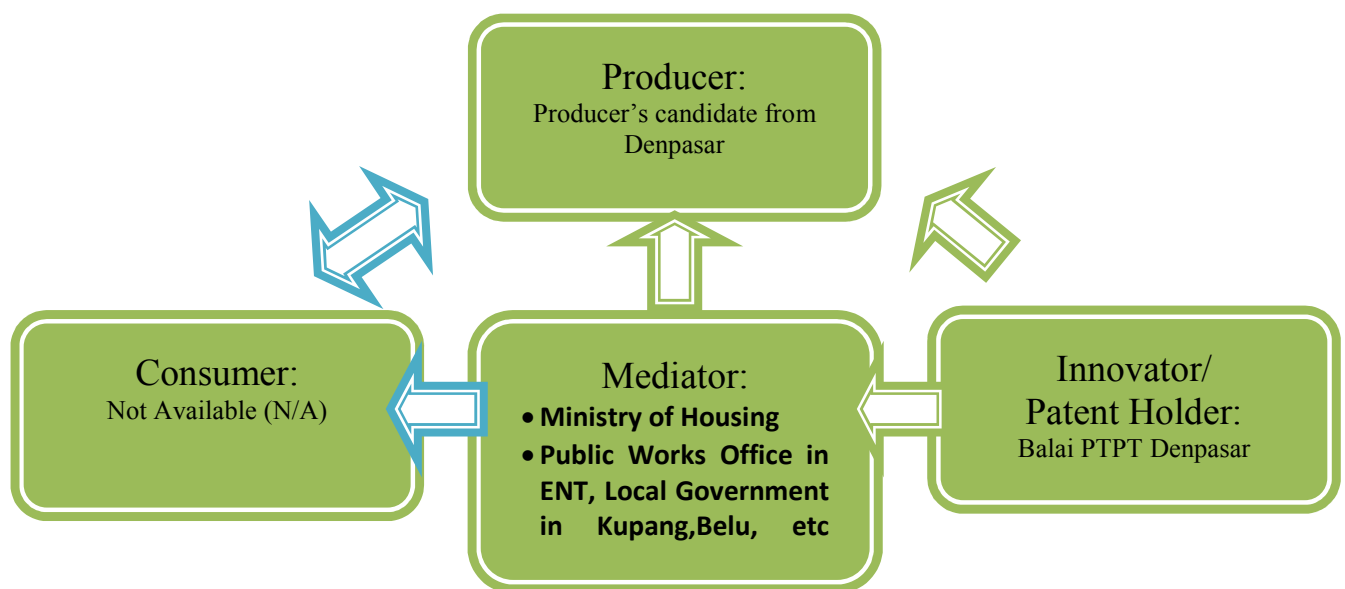 Producer:
Producer’s candidate from
Denpasar
Consumer:
Not Available (N/A)
Mediator:
• Ministry of Housing
• Public Works Office in
ENT, Local Government
in Kupang,Belu, etc
Innovator/
Patent Holder:
Balai PTPT Denpasar